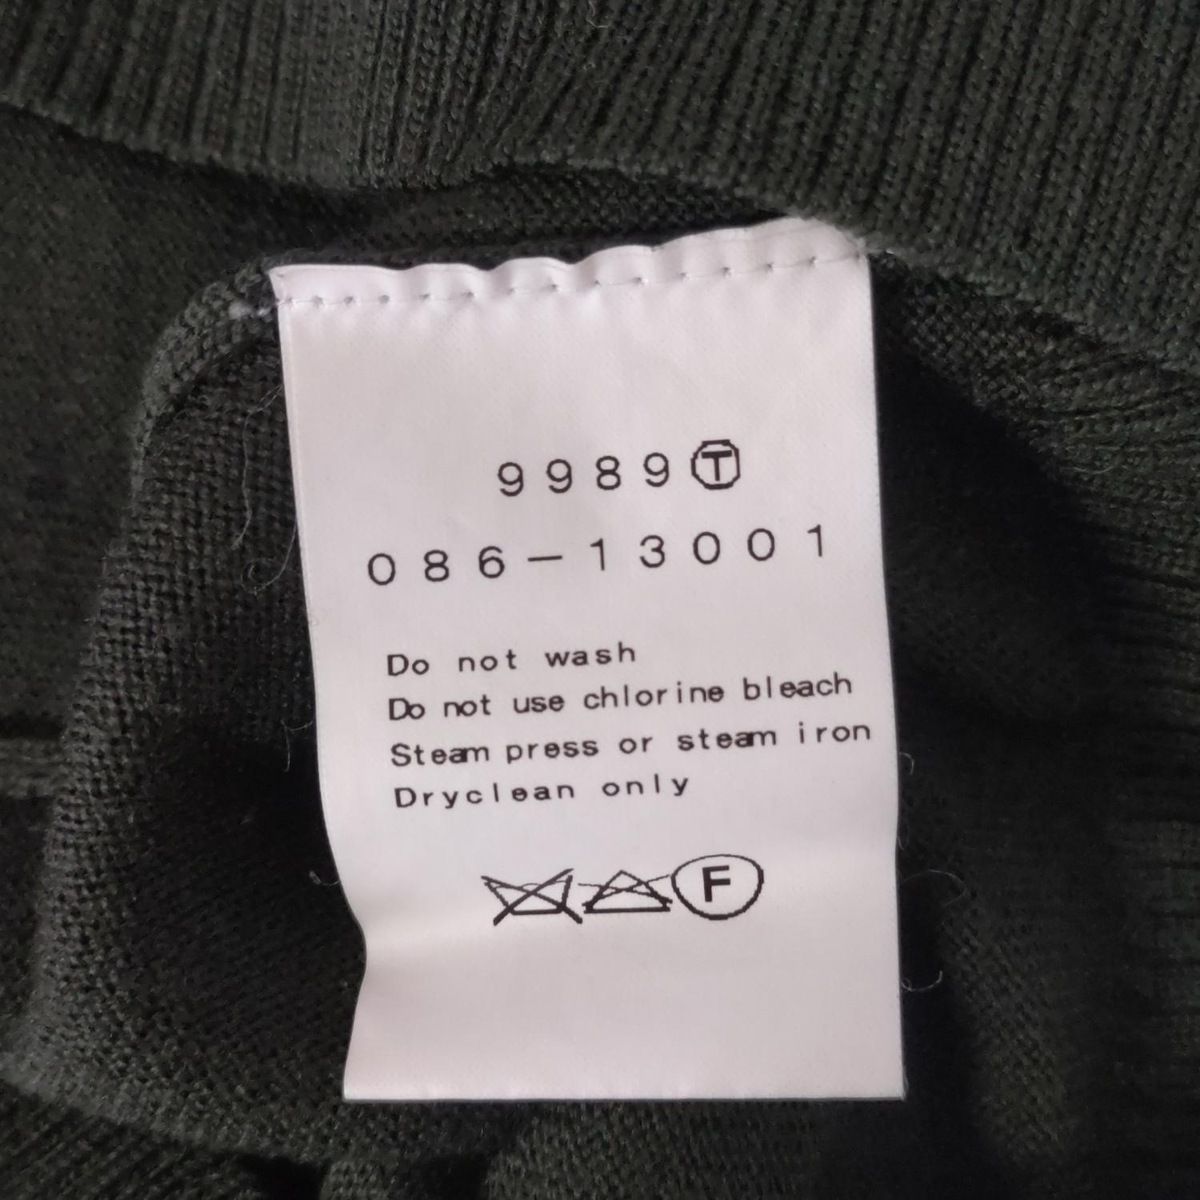 9989Ⓣ
086-13001
Do not wash
Do not use chlorine bleach
Steam press or steam iron
Dryclean only
F